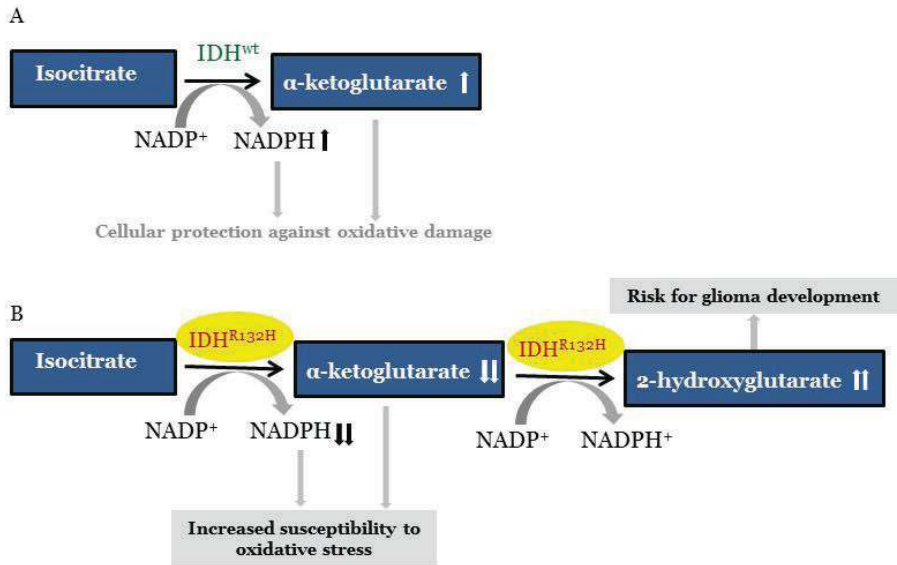 A
IDHwt
Isocitrate
α-ketoglutarate ⬆
NADP+ NADPH ⬆
Cellular protection against oxidative damage
Risk for glioma development
B
IDHR132H IDHR132H
Isocitrate
α-ketoglutarate ⬇⬇
2-hydroxyglutarate ⬆⬆
NADP+ NADPH ⬇⬇ NADP+ NADPH+
Increased susceptibility to
oxidative stress